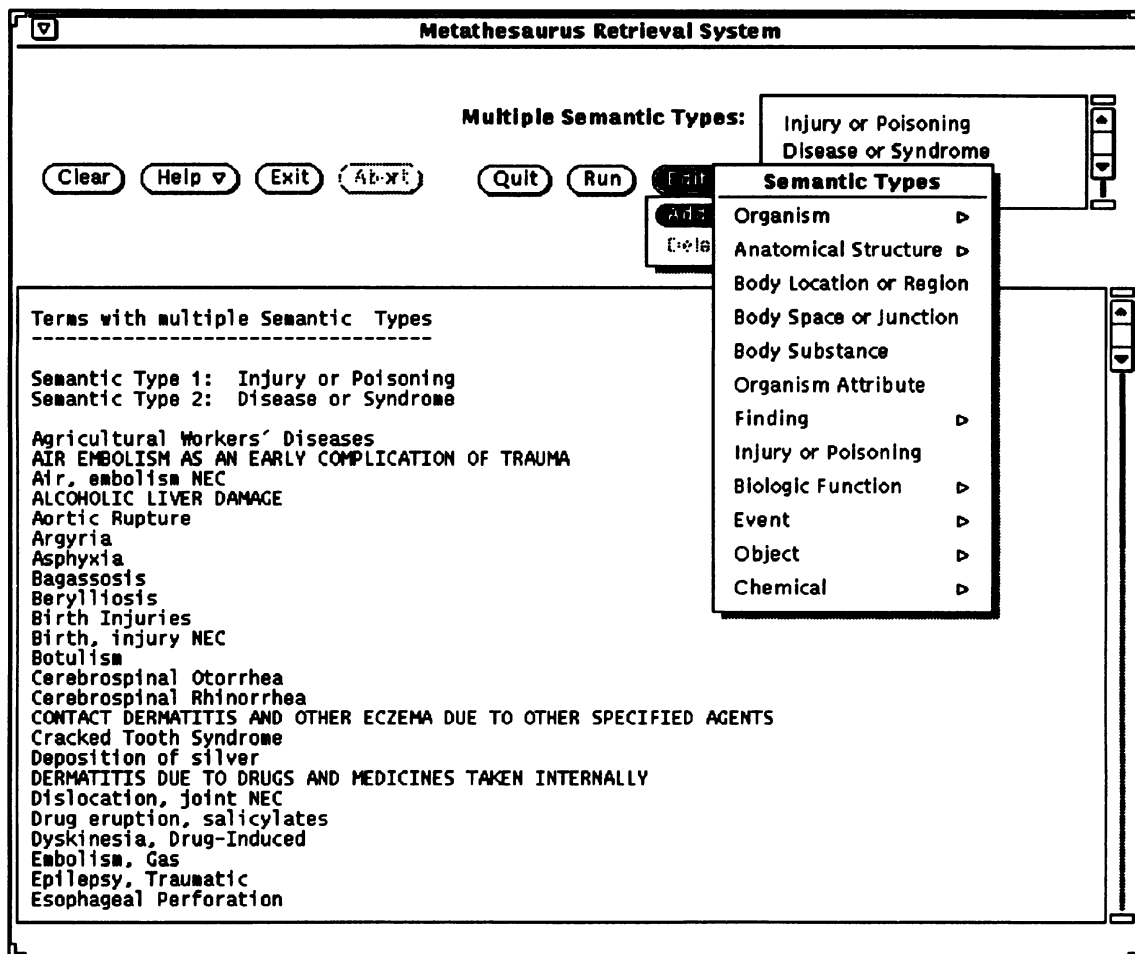 Metathesaurus Retrieval System
Multiple Semantic Types:
Injury or Poisoning
Disease or Syndrome
Clear Help Exit Abort Quit Run Edit
Add
Dele
Semantic Types
Organism
Anatomical Structure
Body Location or Region
Body Space or Junction
Body Substance
Organism Attribute
Finding
Injury or Poisoning
Biologic Function
Event
Object
Chemical
Terms with multiple Semantic Types
-----------------------------------
Semantic Type 1: Injury or Poisoning
Semantic Type 2: Disease or Syndrome
Agricultural Workers' Diseases
AIR EMBOLISM AS AN EARLY COMPLICATION OF TRAUMA
Air, embolism NEC
ALCOHOLIC LIVER DAMAGE
Aortic Rupture
Argyria
Asphyxia
Bagassosis
Berylliosis
Birth Injuries
Birth, injury NEC
Botulism
Cerebrospinal Otorrhea
Cerebrospinal Rhinorrhea
CONTACT DERMATITIS AND OTHER ECZEMA DUE TO OTHER SPECIFIED AGENTS
Cracked Tooth Syndrome
Deposition of silver
DERMATITIS DUE TO DRUGS AND MEDICINES TAKEN INTERNALLY
Dislocation, joint NEC
Drug eruption, salicylates
Dyskinesia, Drug-Induced
Embolism, Gas
Epilepsy, Traumatic
Esophageal Perforation